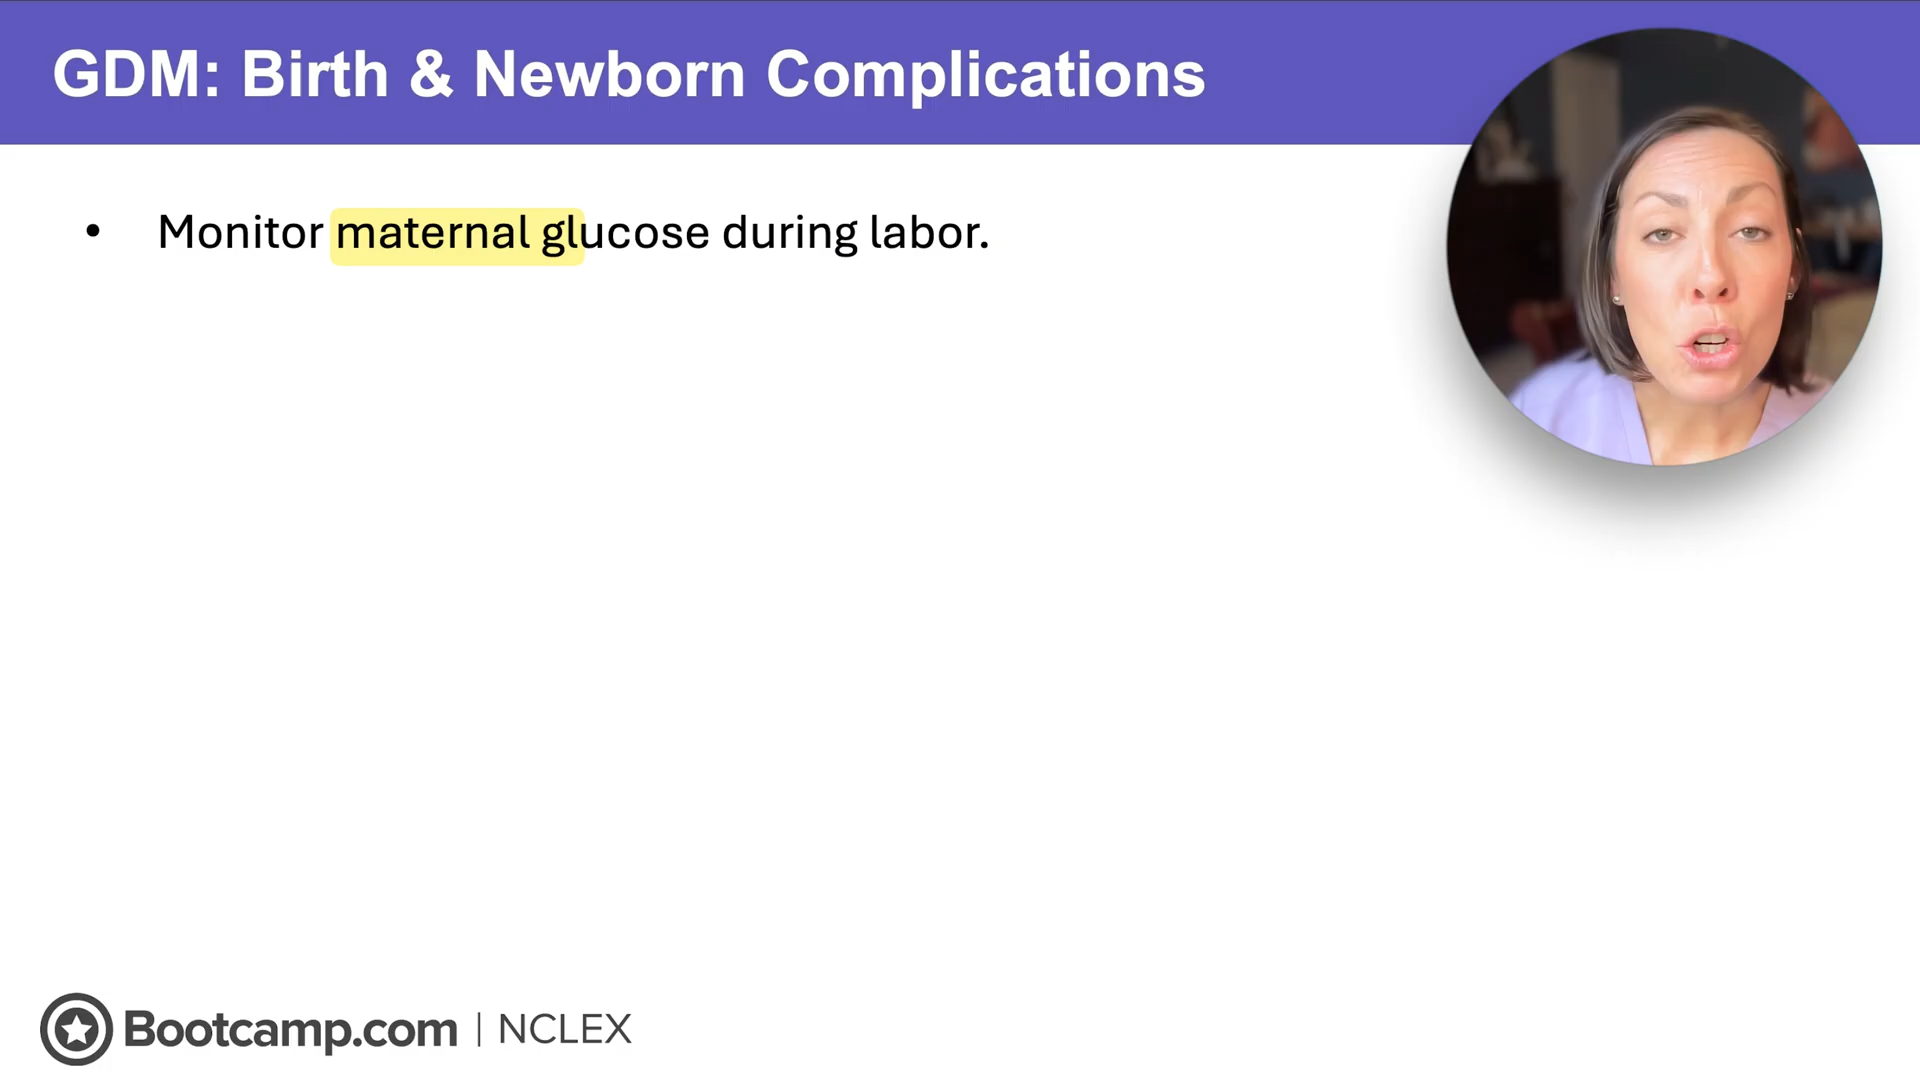 GDM: Birth & Newborn Complications
• Monitor maternal glucose during labor.
Bootcamp.com | NCLEX